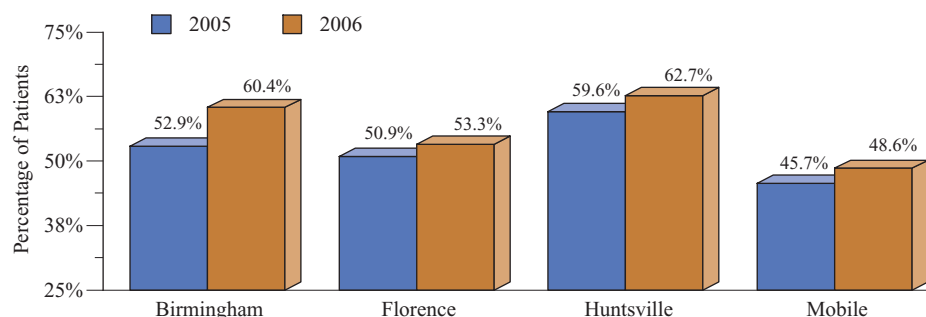 2005 2006
75%
63%
50%
38%
25%
Percentage of Patients
52.9% 60.4% 50.9% 53.3% 59.6% 62.7% 45.7% 48.6%
Birmingham Florence Huntsville Mobile